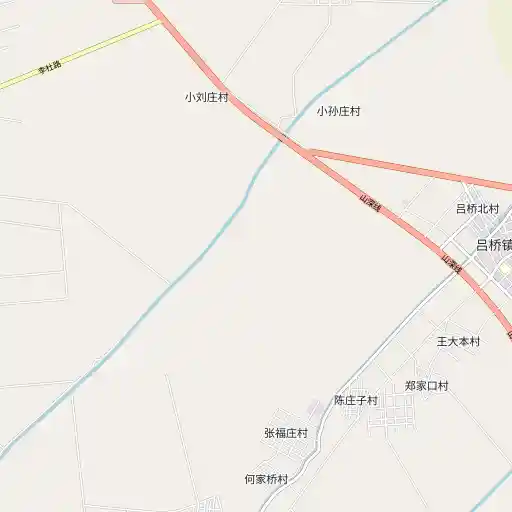 李杜路
小刘庄村
小孙庄村
山深线
吕桥北村
吕桥镇
山深线
王大本村
郑家口村
陈庄子村
张福庄村
何家桥村